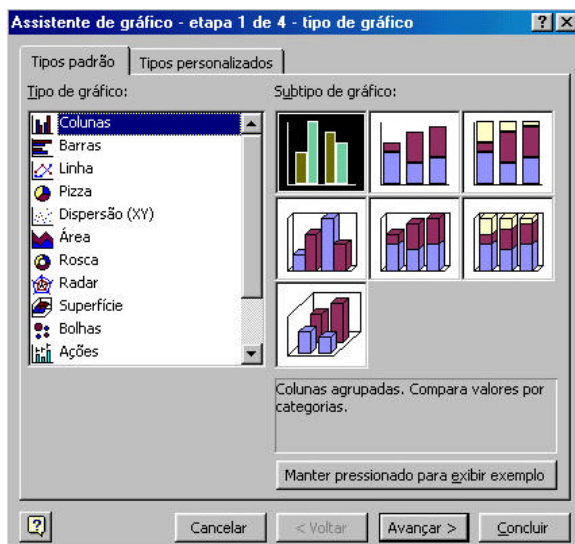 Assistente de gráfico - etapa 1 de 4 - tipo de gráfico
Tipos padrão
Tipos personalizados
Tipo de gráfico:
Colunas
Barras
Linha
Pizza
Dispersão (XY)
Área
Rosca
Radar
Superfície
Bolhas
Ações
Subtipo de gráfico:
Colunas agrupadas. Compara valores por
categorias.
Manter pressionado para exibir exemplo
Cancelar
< Voltar
Avançar >
Concluir